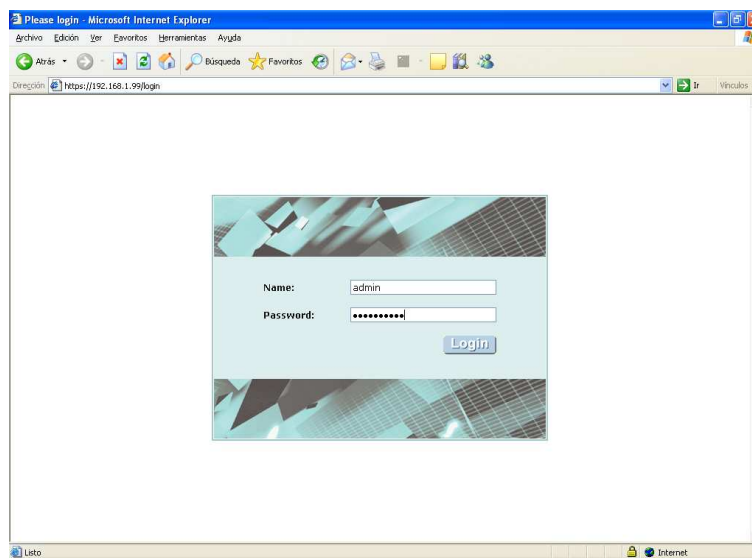 Please login - Microsoft Internet Explorer
Archivo Edición Ver Favoritos Herramientas Ayuda
Atrás Búsqueda Favoritos
Dirección https://192.168.1.99/login Ir Vínculos
Name: admin
Password: ••••••••••
Login
Listo Internet